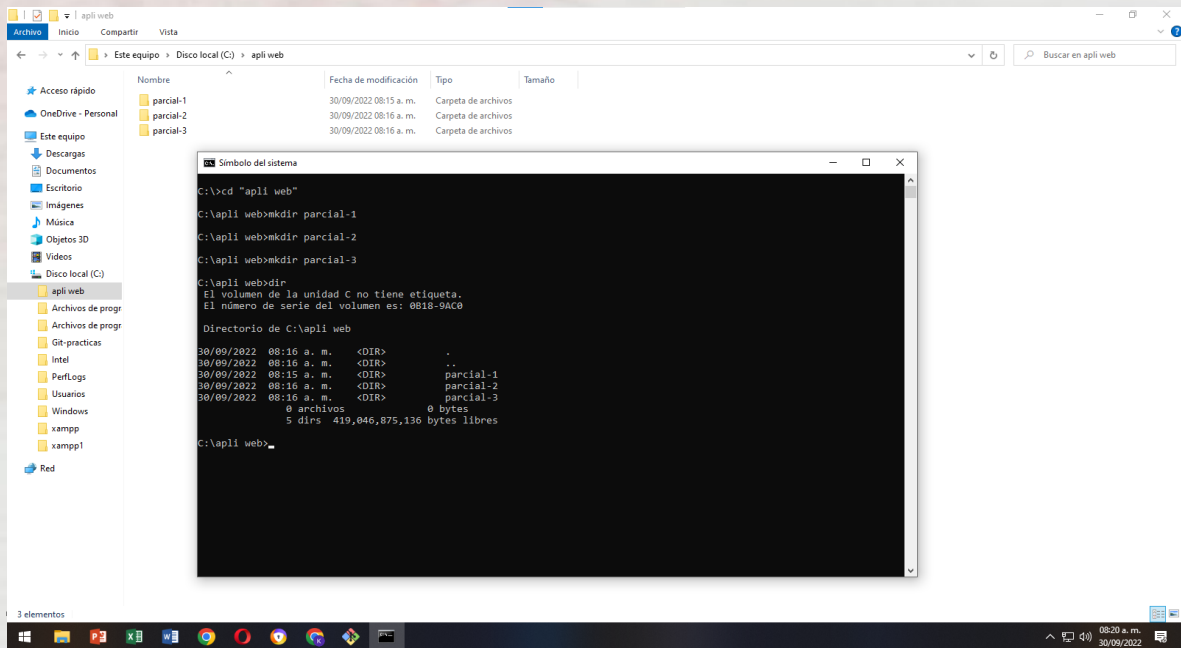 apli web
Archivo Inicio Compartir Vista
Este equipo > Disco local (C:) > apli web
Buscar en apli web
Nombre Fecha de modificación Tipo Tamaño
parcial-1 30/09/2022 08:15 a. m. Carpeta de archivos
parcial-2 30/09/2022 08:16 a. m. Carpeta de archivos
parcial-3 30/09/2022 08:16 a. m. Carpeta de archivos
Acceso rápido
OneDrive - Personal
Este equipo
Descargas
Documentos
Escritorio
Imágenes
Música
Objetos 3D
Videos
Disco local (C:)
apli web
Archivos de progr
Archivos de progr
Git-practicas
Intel
PerfLogs
Usuarios
Windows
xampp
xampp1
Red
Símbolo del sistema
C:\>cd "apli web"
C:\apli web>mkdir parcial-1
C:\apli web>mkdir parcial-2
C:\apli web>mkdir parcial-3
C:\apli web>dir
El volumen de la unidad C no tiene etiqueta.
El número de serie del volumen es: 0B18-9AC0
Directorio de C:\apli web
30/09/2022 08:16 a. m. <DIR> .
30/09/2022 08:16 a. m. <DIR> ..
30/09/2022 08:15 a. m. <DIR> parcial-1
30/09/2022 08:16 a. m. <DIR> parcial-2
30/09/2022 08:16 a. m. <DIR> parcial-3
0 archivos 0 bytes
5 dirs 419,046,875,136 bytes libres
C:\apli web>
3 elementos
08:20 a. m.
30/09/2022